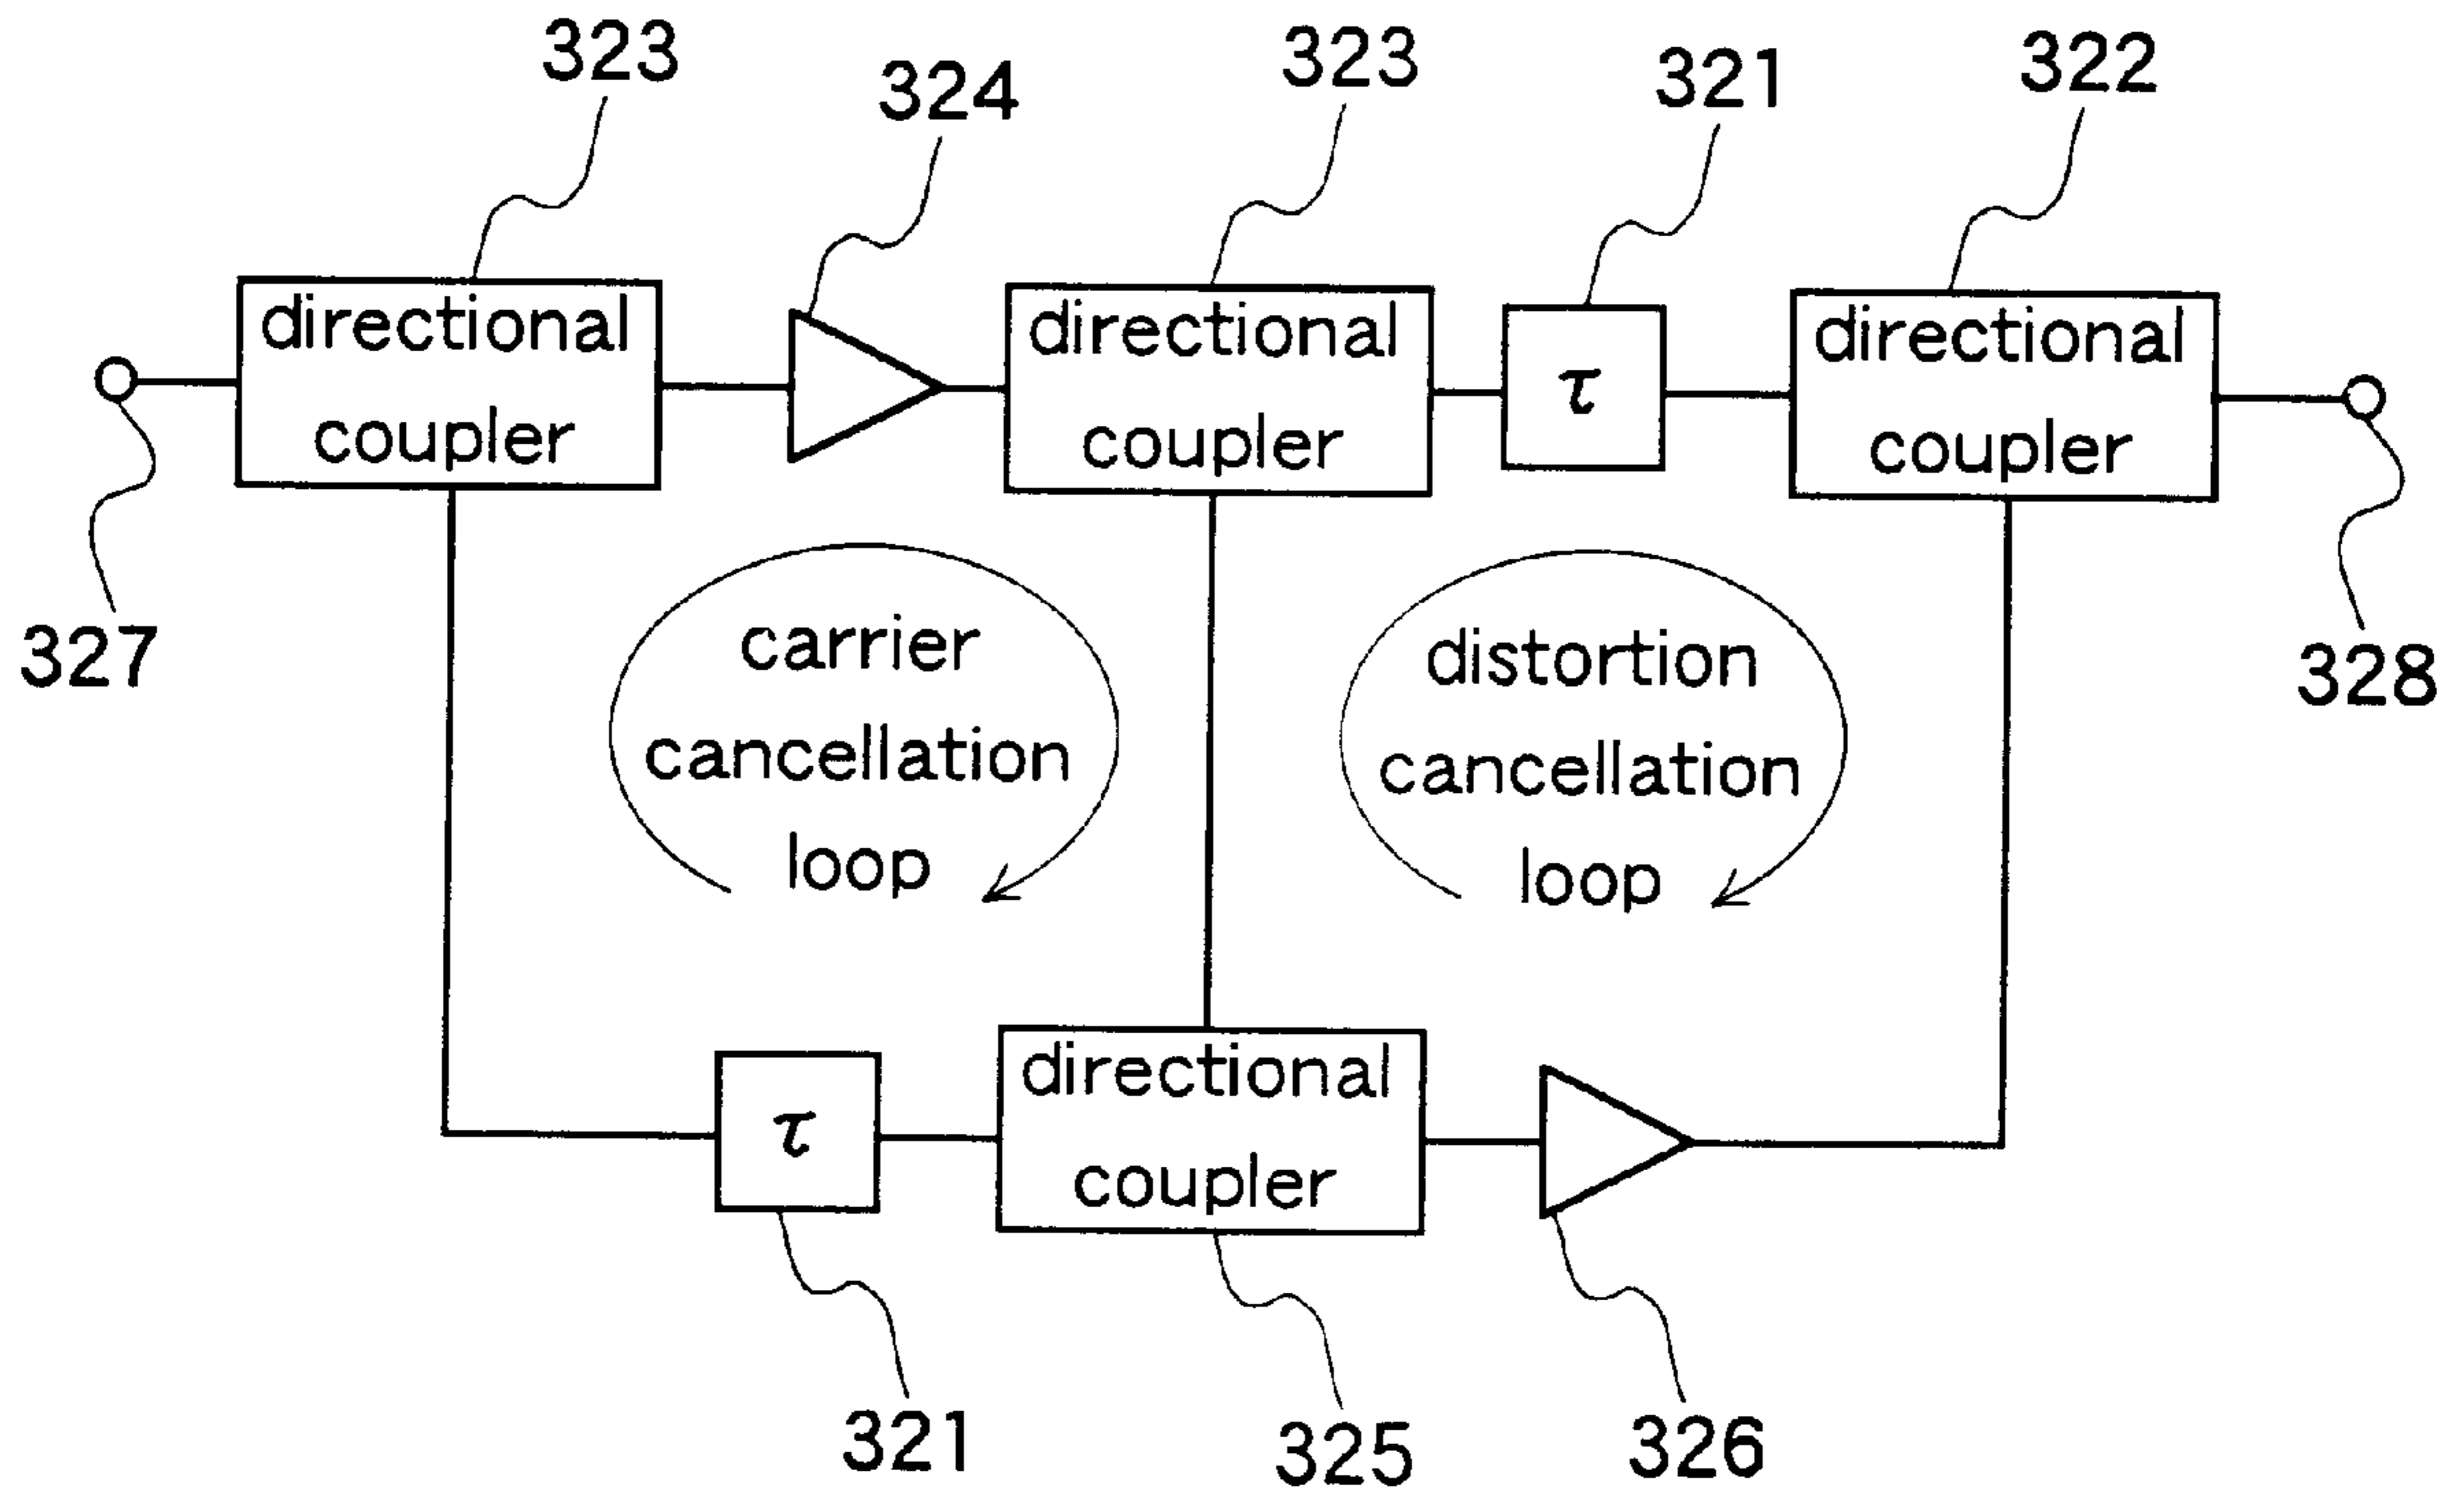 323
324
323
321
322
directional
coupler
directional
coupler
τ
directional
coupler
327
328
carrier
cancellation
loop
distortion
cancellation
loop
τ
directional
coupler
321
325
326